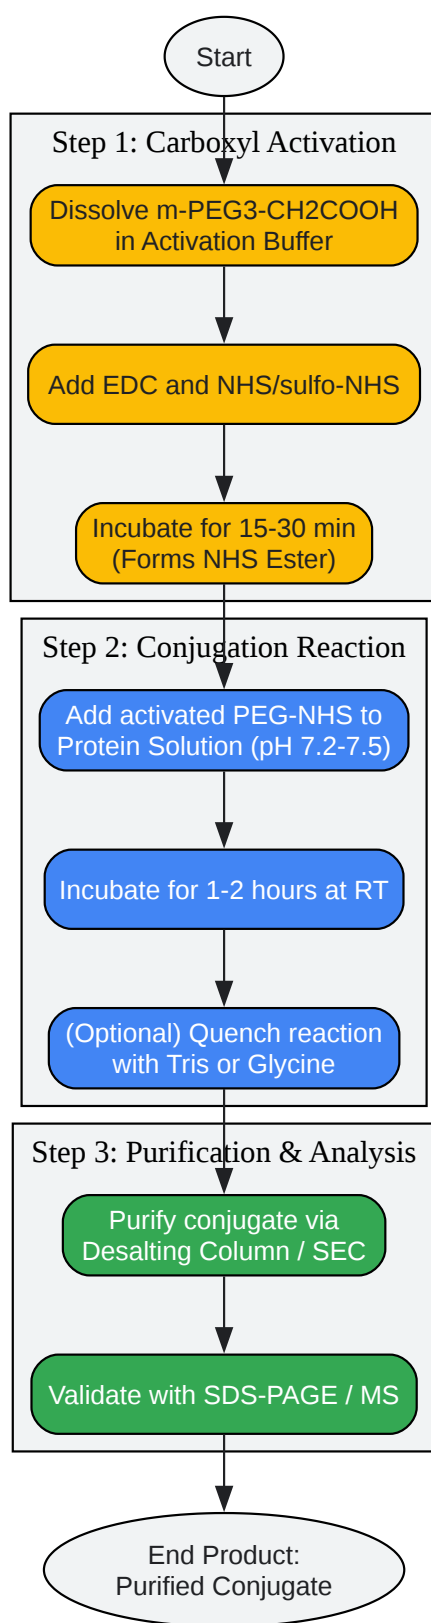 Start
Step 1: Carboxyl Activation
Dissolve m-PEG3-CH2COOH
in Activation Buffer
Add EDC and NHS/sulfo-NHS
Incubate for 15-30 min
(Forms NHS Ester)
Step 2: Conjugation Reaction
Add activated PEG-NHS to
Protein Solution (pH 7.2-7.5)
Incubate for 1-2 hours at RT
(Optional) Quench reaction
with Tris or Glycine
Step 3: Purification & Analysis
Purify conjugate via
Desalting Column / SEC
Validate with SDS-PAGE / MS
End Product:
Purified Conjugate